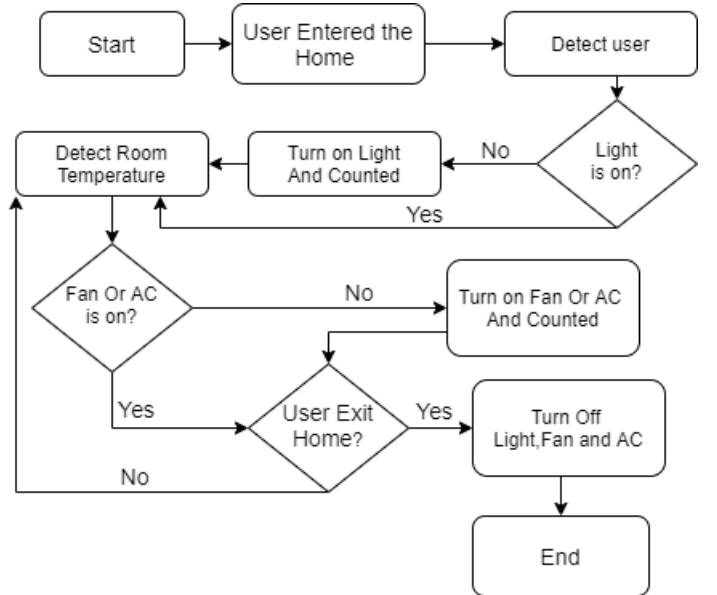 Start
User Entered the
Home
Detect user
Light
is on?
No
Turn on Light
And Counted
Detect Room
Temperature
Yes
Fan Or AC
is on?
No
Turn on Fan Or AC
And Counted
Yes
User Exit
Home?
Yes
Turn Off
Light,Fan and AC
No
End